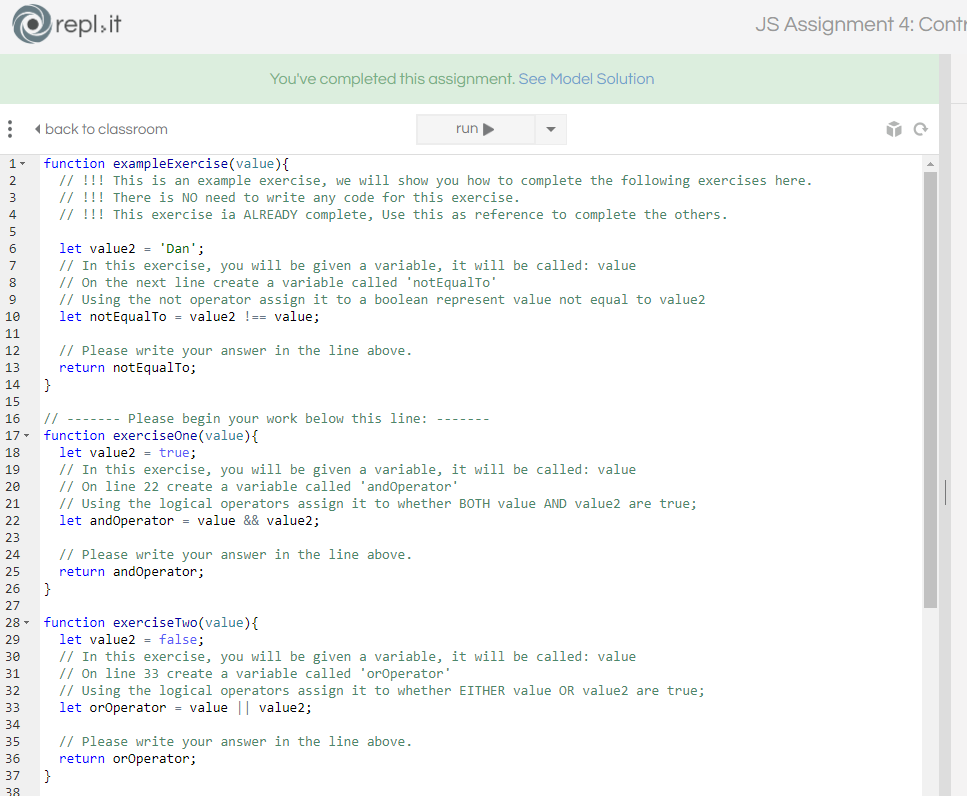 repl.it
JS Assignment 4: Contr
You've completed this assignment. See Model Solution
back to classroom
run
1 function exampleExercise(value){
2 // !!! This is an example exercise, we will show you how to complete the following exercises here.
3 // !!! There is NO need to write any code for this exercise.
4 // !!! This exercise ia ALREADY complete, Use this as reference to complete the others.
5
6 let value2 = 'Dan';
7 // In this exercise, you will be given a variable, it will be called: value
8 // On the next line create a variable called 'notEqualTo'
9 // Using the not operator assign it to a boolean represent value not equal to value2
10 let notEqualTo = value2 !== value;
11
12 // Please write your answer in the line above.
13 return notEqualTo;
14 }
15
16 // ------- Please begin your work below this line: -------
17 function exerciseOne(value){
18 let value2 = true;
19 // In this exercise, you will be given a variable, it will be called: value
20 // On line 22 create a variable called 'andOperator'
21 // Using the logical operators assign it to whether BOTH value AND value2 are true;
22 let andOperator = value && value2;
23
24 // Please write your answer in the line above.
25 return andOperator;
26 }
27
28 function exerciseTwo(value){
29 let value2 = false;
30 // In this exercise, you will be given a variable, it will be called: value
31 // On line 33 create a variable called 'orOperator'
32 // Using the logical operators assign it to whether EITHER value OR value2 are true;
33 let orOperator = value || value2;
34
35 // Please write your answer in the line above.
36 return orOperator;
37 }
38